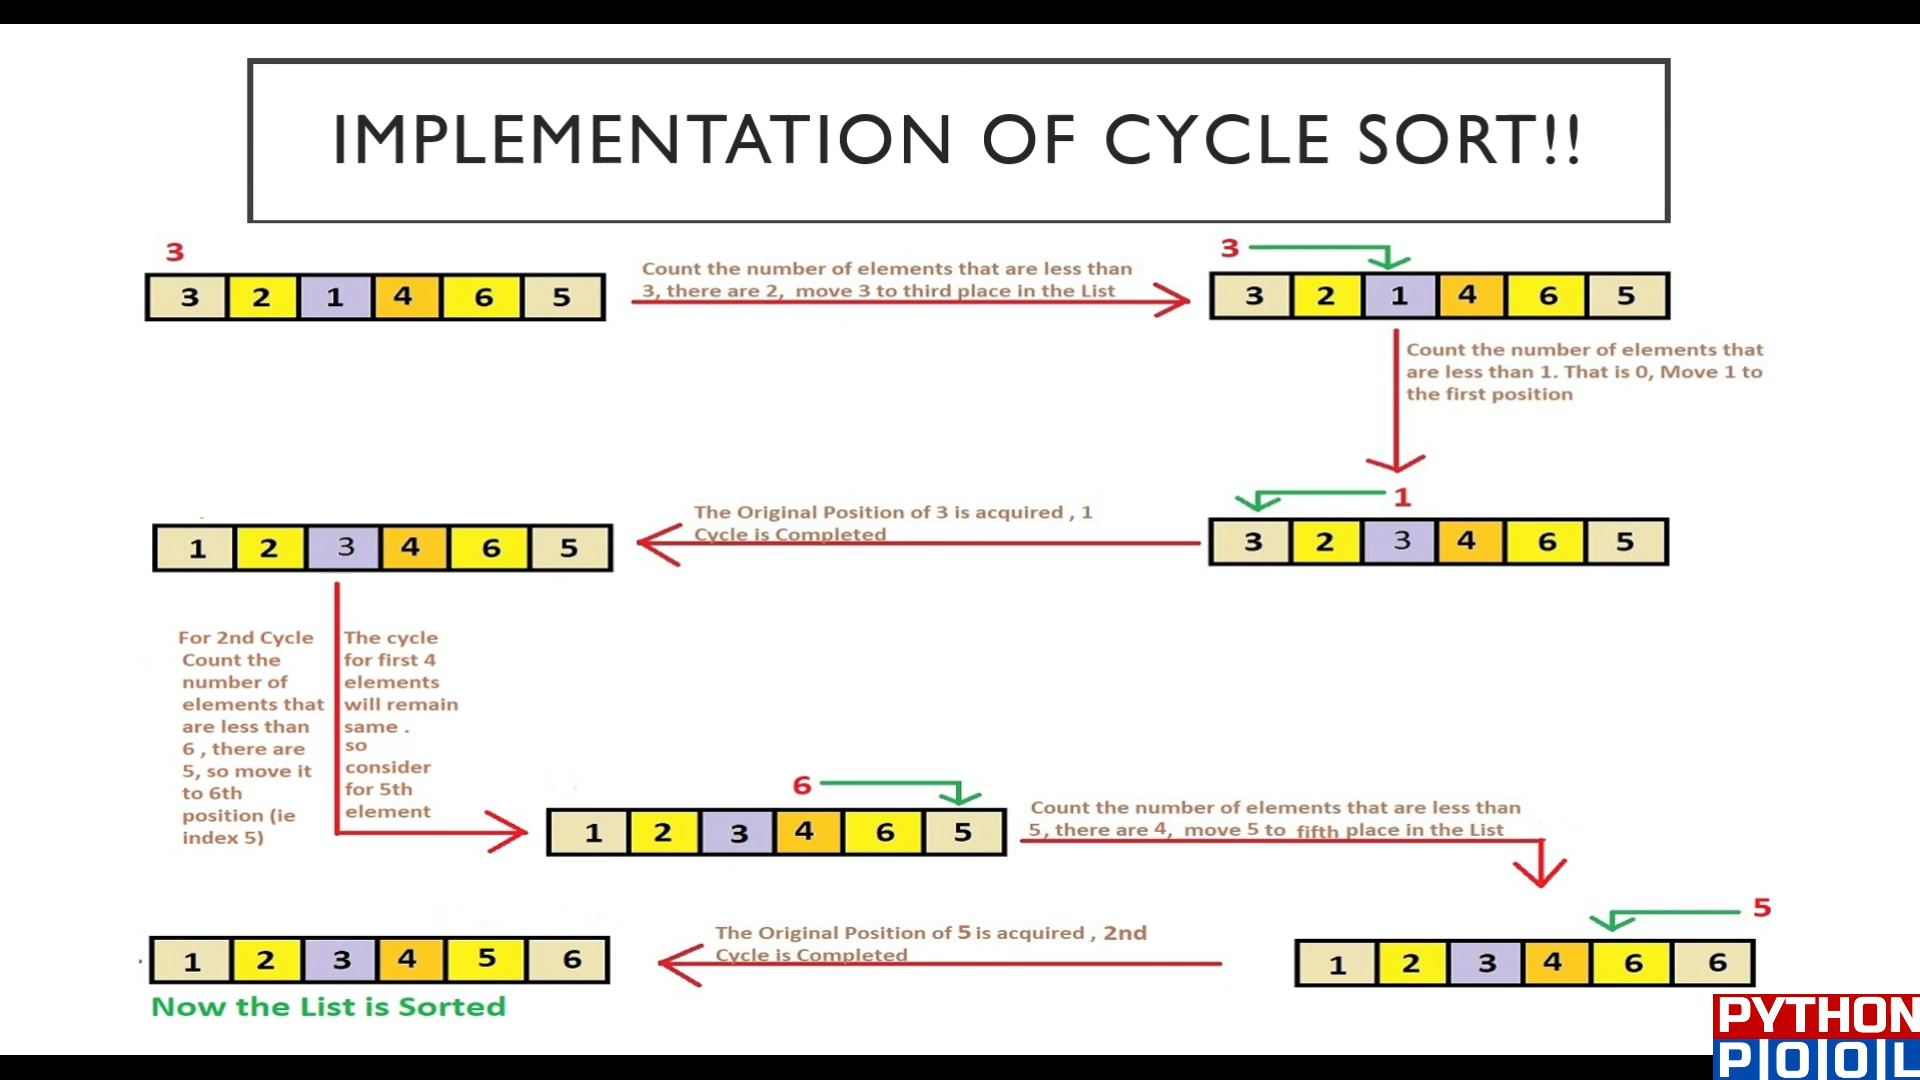 IMPLEMENTATION OF CYCLE SORT!!
3
3 2 1 4 6 5
Count the number of elements that are less than
3, there are 2, move 3 to third place in the List
3
3 2 1 4 6 5
Count the number of elements that
are less than 1. That is 0, Move 1 to
the first position
1
3 2 3 4 6 5
The Original Position of 3 is acquired , 1
Cycle is Completed
1 2 3 4 6 5
For 2nd Cycle
Count the
number of
elements that
are less than
6 , there are
5, so move it
to 6th
position (ie
index 5)
The cycle
for first 4
elements
will remain
same .
so
consider
for 5th
element
6
1 2 3 4 6 5
Count the number of elements that are less than
5, there are 4, move 5 to fifth place in the List
5
1 2 3 4 6 6
The Original Position of 5 is acquired , 2nd
Cycle is Completed
1 2 3 4 5 6
Now the List is Sorted
PYTHON
POOL